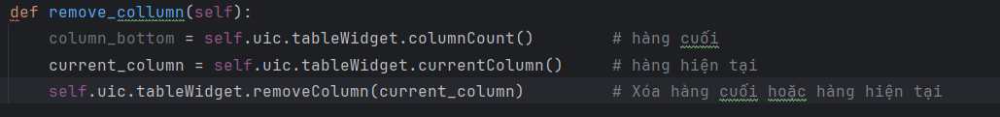 def remove_collumn(self):
column_bottom = self.uic.tableWidget.columnCount() # hàng cuối
current_column = self.uic.tableWidget.currentColumn() # hàng hiện tại
self.uic.tableWidget.removeColumn(current_column) # Xóa hàng cuối hoặc hàng hiện tại